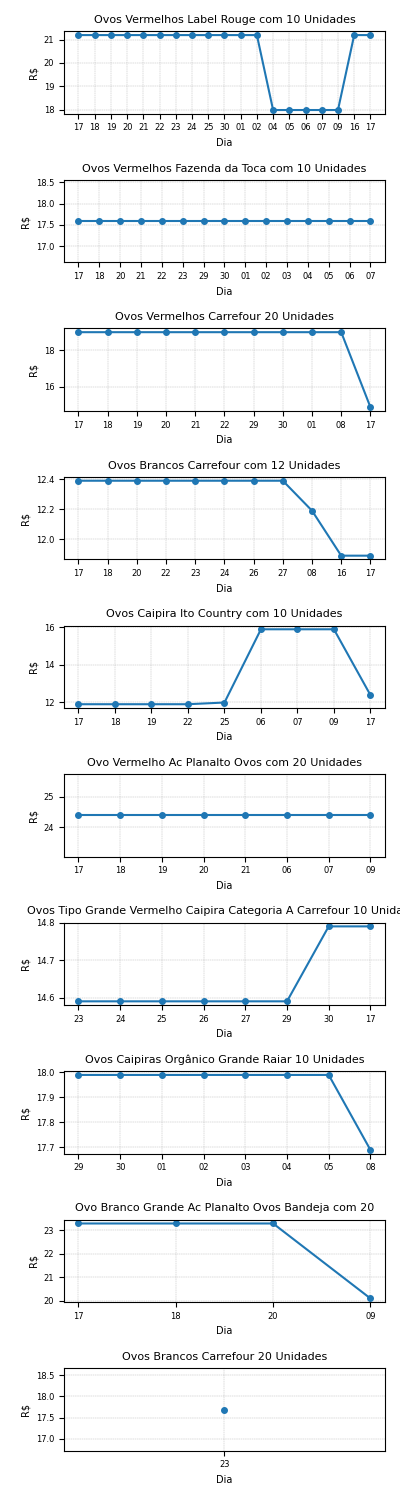 Ovos Vermelhos Label Rouge com 10 Unidades
21
20
19
18
R$
17 18 19 20 21 22 23 24 25 30 01 02 04 05 06 07 09 16 17
Dia
Ovos Vermelhos Fazenda da Toca com 10 Unidades
18.5
18.0
17.5
17.0
R$
17 18 20 21 22 23 29 30 01 02 03 04 05 06 07
Dia
Ovos Vermelhos Carrefour 20 Unidades
18
16
R$
17 18 19 20 21 22 29 30 01 08 17
Dia
Ovos Brancos Carrefour com 12 Unidades
12.4
12.2
12.0
R$
17 18 20 22 23 24 26 27 08 16 17
Dia
Ovos Caipira Ito Country com 10 Unidades
16
14
12
R$
17 18 19 22 25 06 07 09 17
Dia
Ovo Vermelho Ac Planalto Ovos com 20 Unidades
25
24
R$
17 18 19 20 21 06 07 09
Dia
Ovos Tipo Grande Vermelho Caipira Categoria A Carrefour 10 Unida
14.8
14.7
14.6
R$
23 24 25 26 27 29 30 17
Dia
Ovos Caipiras Orgânico Grande Raiar 10 Unidades
18.0
17.9
17.8
17.7
R$
29 30 01 02 03 04 05 08
Dia
Ovo Branco Grande Ac Planalto Ovos Bandeja com 20
23
22
21
20
R$
17 18 20 09
Dia
Ovos Brancos Carrefour 20 Unidades
18.5
18.0
17.5
17.0
R$
23
Dia